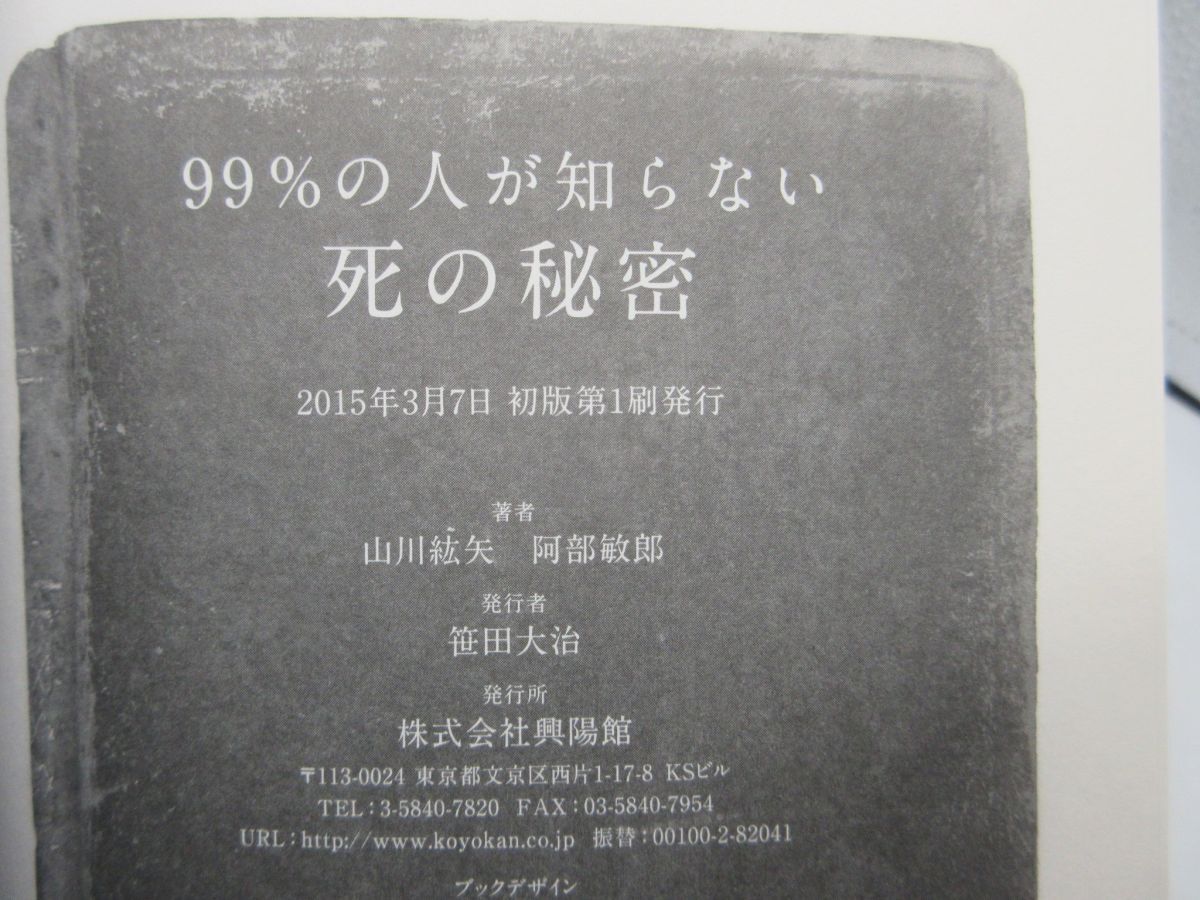 99%の人が知らない
死の秘密
2015年3月7日 初版第1刷発行
著者
山川紘矢 阿部敏郎
発行者
笹田大治
発行所
株式会社興陽館
〒113-0024 東京都文京区西片1-17-8 KSビル
TEL:3-5840-7820 FAX:03-5840-7954
URL:http://www.koyokan.co.jp 振替:00100-2-82041
ブックデザイン